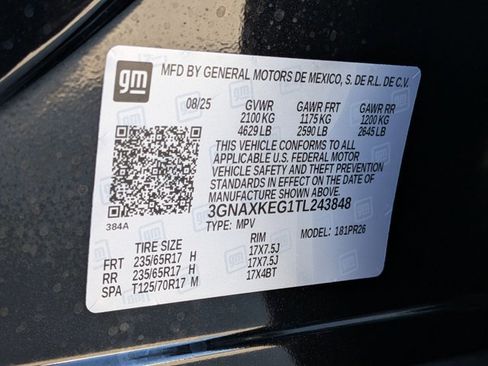 gm
MFD BY GENERAL MOTORS DE MEXICO, S. DE R.L. DE C.V.
08/25 GVWR GAWR FRT GAWR RR
2100 KG 1175 KG 1200 KG
4629 LB 2590 LB 2645 LB
THIS VEHICLE CONFORMS TO ALL
APPLICABLE U.S. FEDERAL MOTOR
VEHICLE SAFETY AND THEFT PREVENTION
STANDARDS IN EFFECT ON THE DATE OF
MANUFACTURE SHOWN ABOVE.
3GNAXKEG1TL243848
384A TYPE: MPV MODEL: 181PR26
TIRE SIZE RIM
FRT 235/65R17 H 17X7.5J
RR 235/65R17 H 17X7.5J
SPA T125/70R17 M 17X4BT